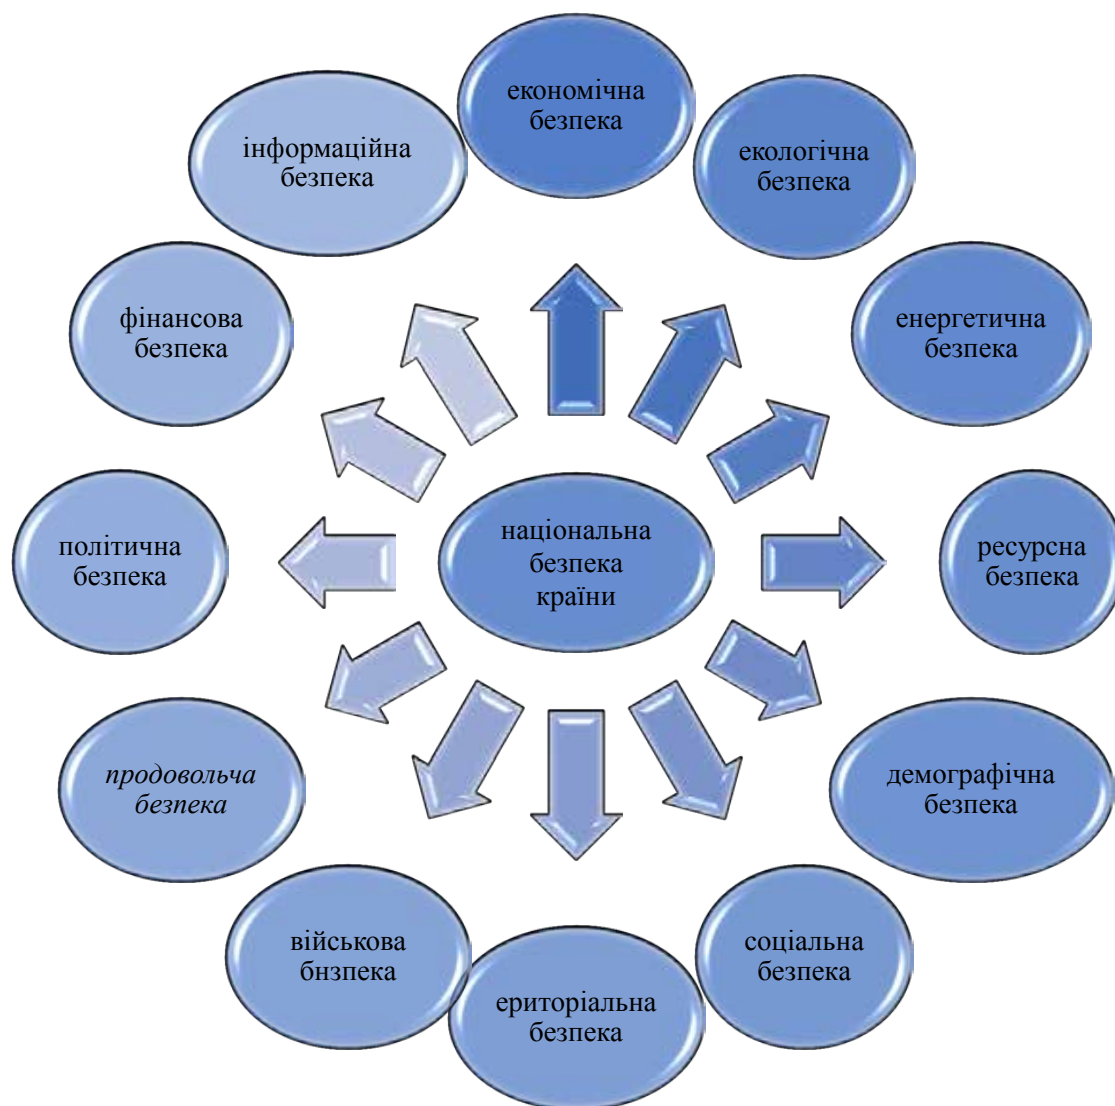 економічна
безпека
екологічна
безпека
енергетична
безпека
ресурсна
безпека
демографічна
безпека
соціальна
безпека
ериторіальна
безпека
військова
бнзпека
продовольча
безпека
політична
безпека
фінансова
безпека
інформаційна
безпека
національна
безпека
країни